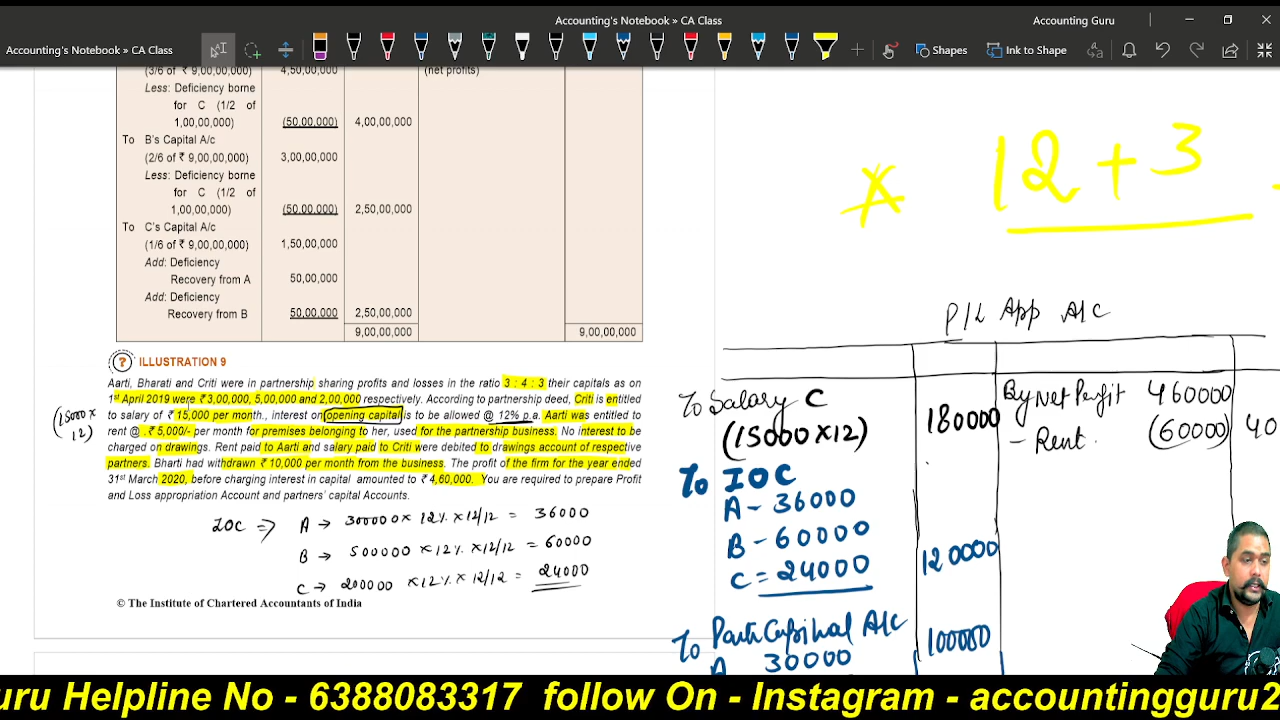 Accounting's Notebook » CA Class
Accounting Guru
Accounting's Notebook » CA Class
Shapes
Ink to Shape
(3/6 of ₹ 9,00,00,000) 4,50,00,000 (net profits)
Less: Deficiency borne
for C (1/2 of
1,00,00,000) (50,00,000) 4,00,00,000
To B's Capital A/c
(2/6 of ₹ 9,00,00,000) 3,00,00,000
Less: Deficiency borne
for C (1/2 of
1,00,00,000) (50,00,000) 2,50,00,000
To C's Capital A/c
(1/6 of ₹ 9,00,00,000) 1,50,00,000
Add: Deficiency
Recovery from A 50,00,000
Add: Deficiency
Recovery from B 50,00,000 2,50,00,000
9,00,00,000 9,00,00,000
? ILLUSTRATION 9
Aarti, Bharati and Criti were in partnership sharing profits and losses in the ratio 3 : 4 : 3 their capitals as on
1st April 2019 were ₹ 3,00,000, 5,00,000 and 2,00,000 respectively. According to partnership deed, Criti is entitled
to salary of ₹ 15,000 per month., interest on opening capital is to be allowed @ 12% p.a. Aarti was entitled to
rent @ .₹ 5,000/- per month for premises belonging to her, used for the partnership business. No interest to be
charged on drawings. Rent paid to Aarti and salary paid to Criti were debited to drawings account of respective
partners. Bharti had withdrawn ₹ 10,000 per month from the business. The profit of the firm for the year ended
31st March 2020, before charging interest in capital amounted to ₹ 4,60,000. You are required to prepare Profit
and Loss appropriation Account and partners' capital Accounts.
(15000 x
12)
IOC ⇒ A → 300000 x 12% x 12/12 = 36000
B → 500000 x 12% x 12/12 = 60000
C → 200000 x 12% x 12/12 = 24000
© The Institute of Chartered Accountants of India
12 + 3
P/L App A/C
To Salary C 180000 By Net Profit 460000
(15000 X 12) - Rent. (60000) 40
To IOC
A - 36000
B - 60000
C = 24000 120000
To Part Capital A/C 100000
A 30000
uru Helpline No - 6388083317 follow On - Instagram - accountingguru2